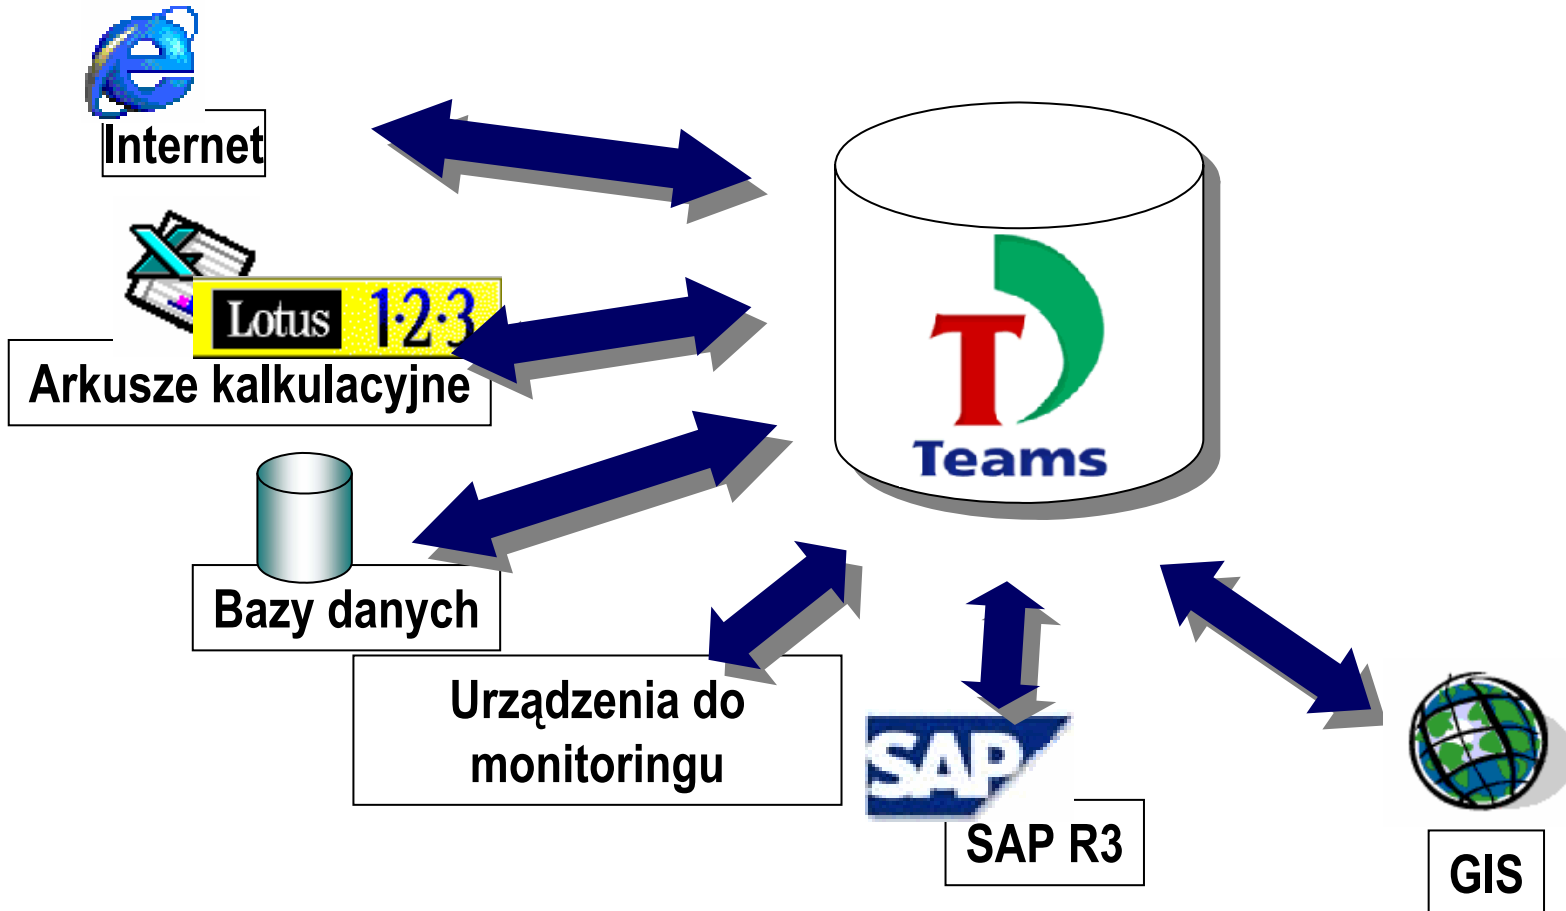 Internet
Lotus 1·2·3
Arkusze kalkulacyjne
T
Teams
Bazy danych
Urządzenia do
monitoringu
SAP
SAP R3
GIS